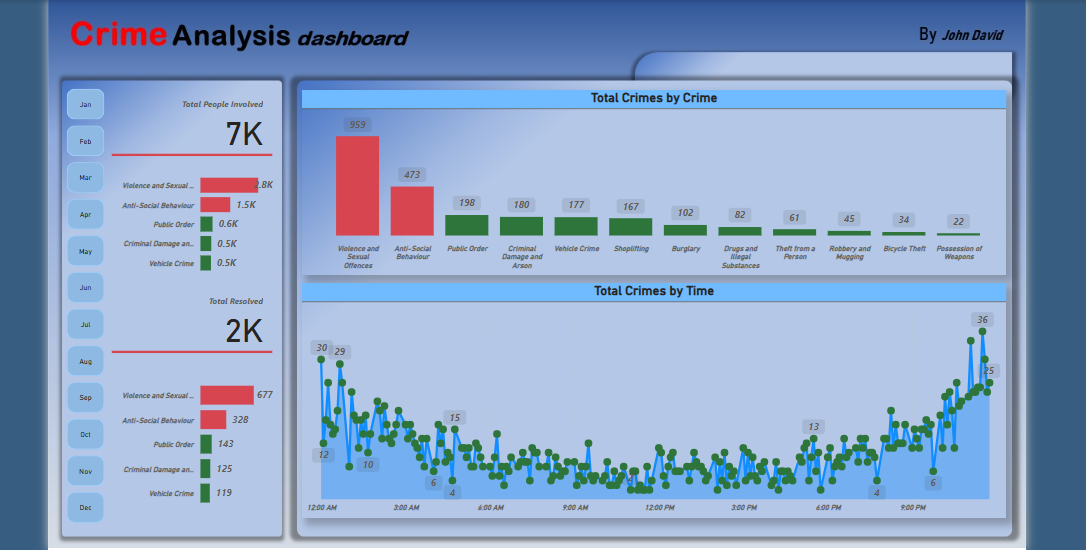 Crime Analysis dashboard
By John David
Jan
Feb
Mar
Apr
May
Jun
Jul
Aug
Sep
Oct
Nov
Dec
Total People Involved
7K
Violence and Sexual ...
2.8K
Anti-Social Behaviour
1.5K
Public Order
0.6K
Criminal Damage an...
0.5K
Vehicle Crime
0.5K
Total Resolved
2K
Violence and Sexual ...
677
Anti-Social Behaviour
328
Public Order
143
Criminal Damage an...
125
Vehicle Crime
119
Total Crimes by Crime
959
473
198
180
177
167
102
82
61
45
34
22
Violence and
Sexual
Offences
Anti-Social
Behaviour
Public Order
Criminal
Damage and
Arson
Vehicle Crime
Shoplifting
Burglary
Drugs and
Illegal
Substances
Theft from a
Person
Robbery and
Mugging
Bicycle Theft
Possession of
Weapons
Total Crimes by Time
30
29
12
10
6
15
4
13
4
6
36
25
12:00 AM
3:00 AM
6:00 AM
9:00 AM
12:00 PM
3:00 PM
6:00 PM
9:00 PM